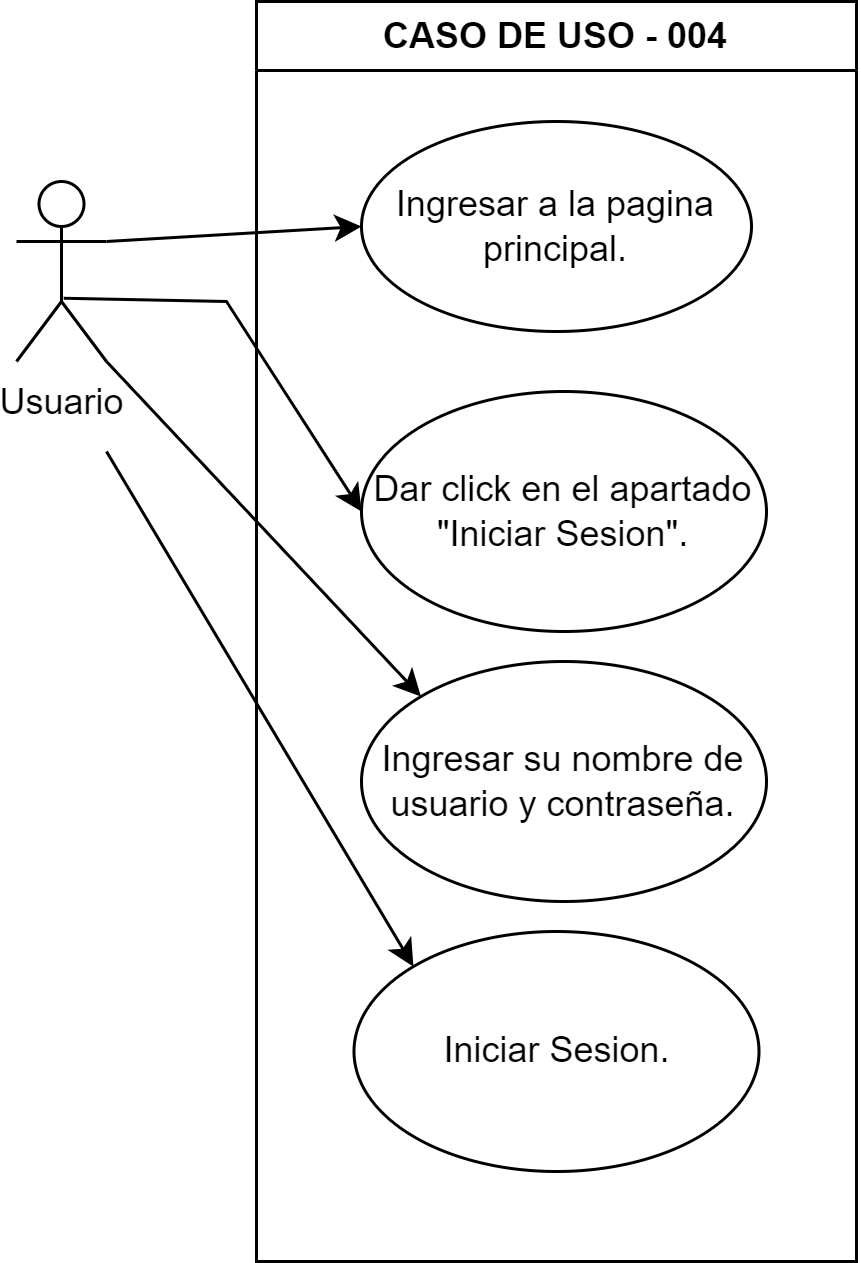 CASO DE USO - 004
Ingresar a la pagina
principal.
Usuario
Dar click en el apartado
"Iniciar Sesion".
Ingresar su nombre de
usuario y contraseña.
Iniciar Sesion.